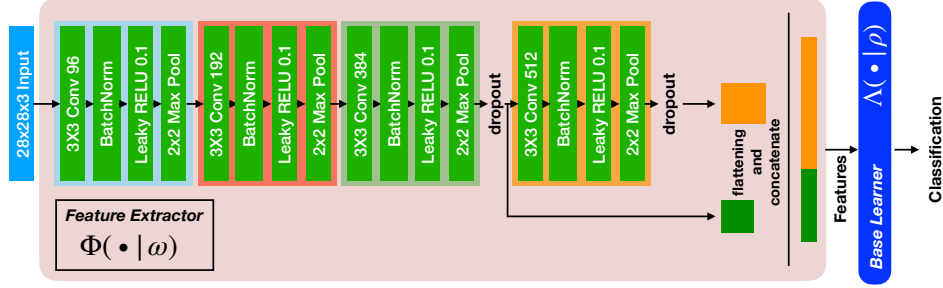 28x28x3 Input
3X3 Conv 96
BatchNorm
Leaky RELU 0.1
2x2 Max Pool
3X3 Conv 192
BatchNorm
Leaky RELU 0.1
2x2 Max Pool
3X3 Conv 384
BatchNorm
Leaky RELU 0.1
2x2 Max Pool
dropout
3X3 Conv 512
BatchNorm
Leaky RELU 0.1
2x2 Max Pool
dropout
flattening
and
concatenate
Features
Base Learner
Λ( • | ρ)
Classification
Feature Extractor
Φ( • | ω)